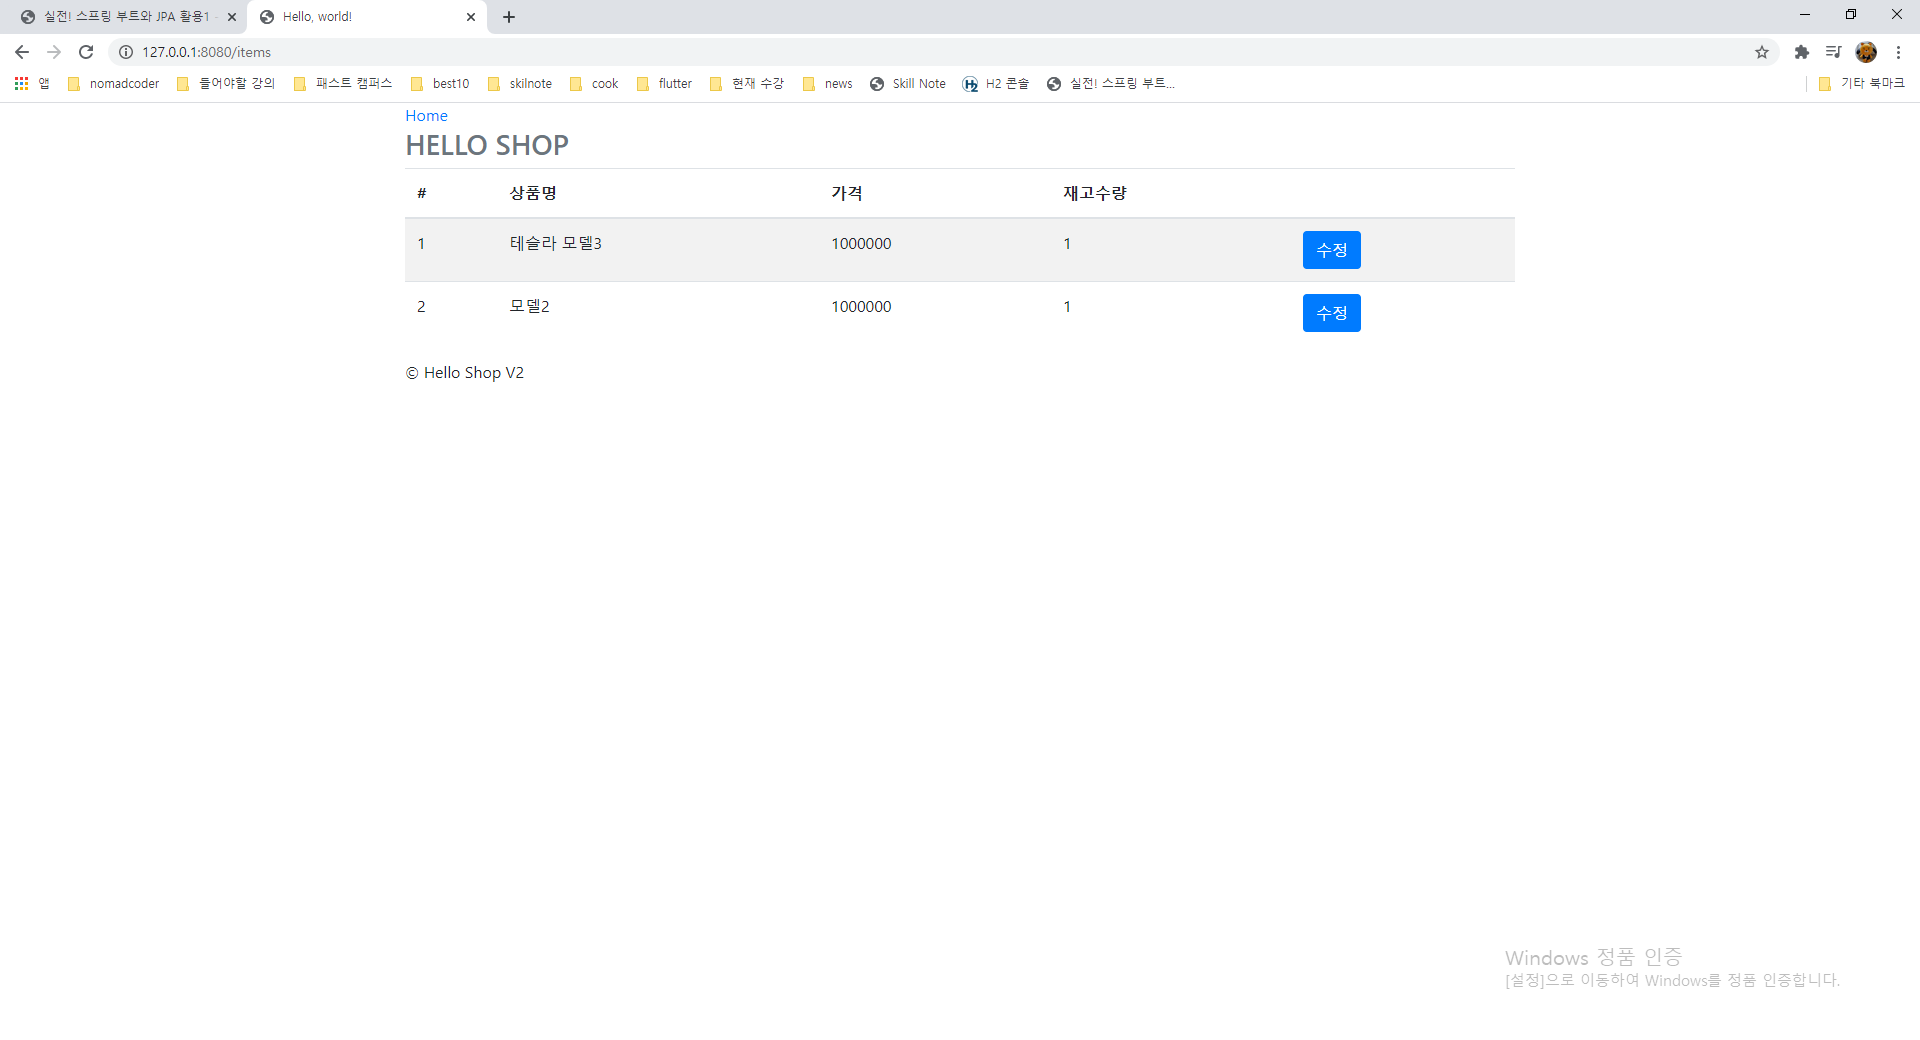 실전! 스프링 부트와 JPA 활용1 -
Hello, world!
127.0.0.1:8080/items
앱 nomadcoder 들어야할 강의 패스트 캠퍼스 best10 skilnote cook flutter 현재 수강 news Skill Note H2 콘솔 실전! 스프링 부트... 기타 북마크
Home
HELLO SHOP
# 상품명 가격 재고수량
1 테슬라 모델3 1000000 1 수정
2 모델2 1000000 1 수정
© Hello Shop V2
Windows 정품 인증
[설정]으로 이동하여 Windows를 정품 인증합니다.